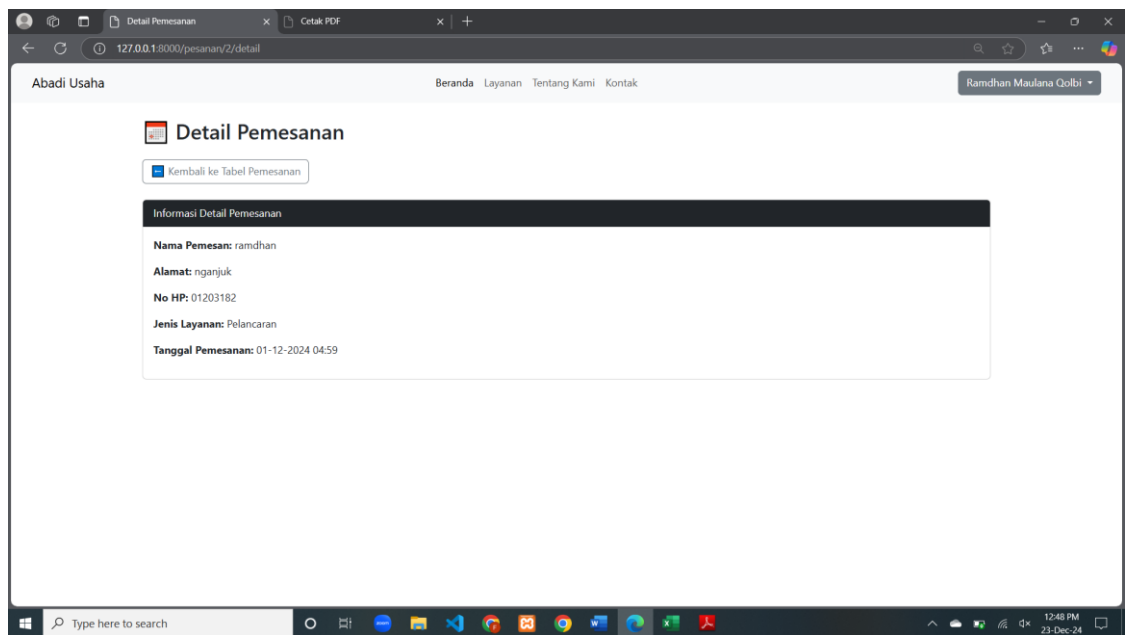 Detail Pemesanan
Cetak PDF
127.0.0.1:8000/pesanan/2/detail
Abadi Usaha
Beranda Layanan Tentang Kami Kontak
Ramdhan Maulana Qolbi
Detail Pemesanan
Kembali ke Tabel Pemesanan
Informasi Detail Pemesanan
Nama Pemesan: ramdhan
Alamat: nganjuk
No HP: 01203182
Jenis Layanan: Pelancaran
Tanggal Pemesanan: 01-12-2024 04:59
Type here to search
12:48 PM
23-Dec-24